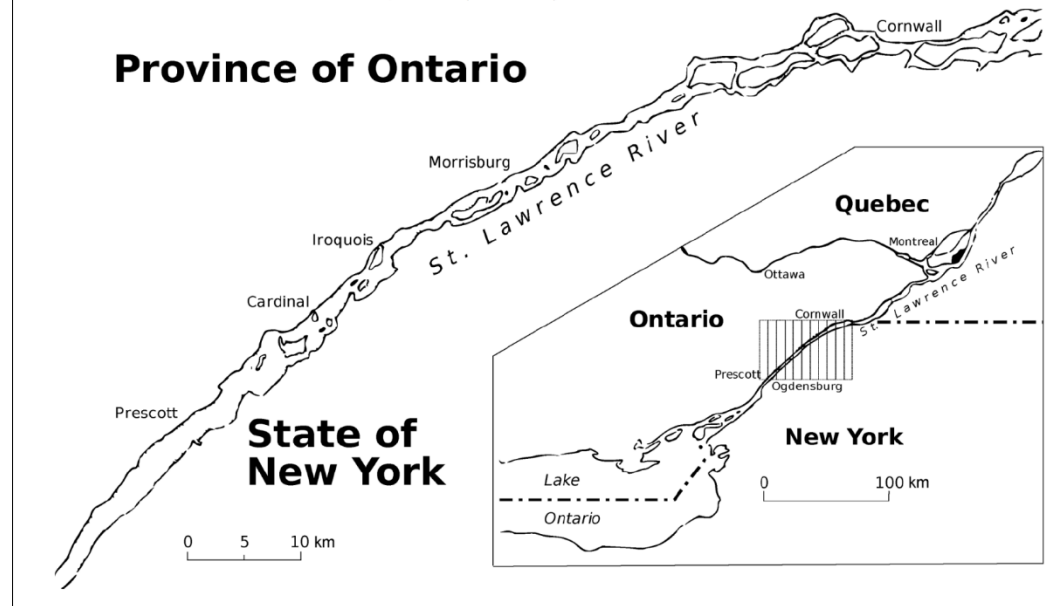 Cornwall
Province of Ontario
Morrisburg
St. Lawrence River
Iroquois
Cardinal
Prescott
State of
New York
0 5 10 km
Quebec
Montreal
Ottawa
St. Lawrence River
Ontario
Cornwall
Prescott
Ogdensburg
New York
0 100 km
Lake
Ontario